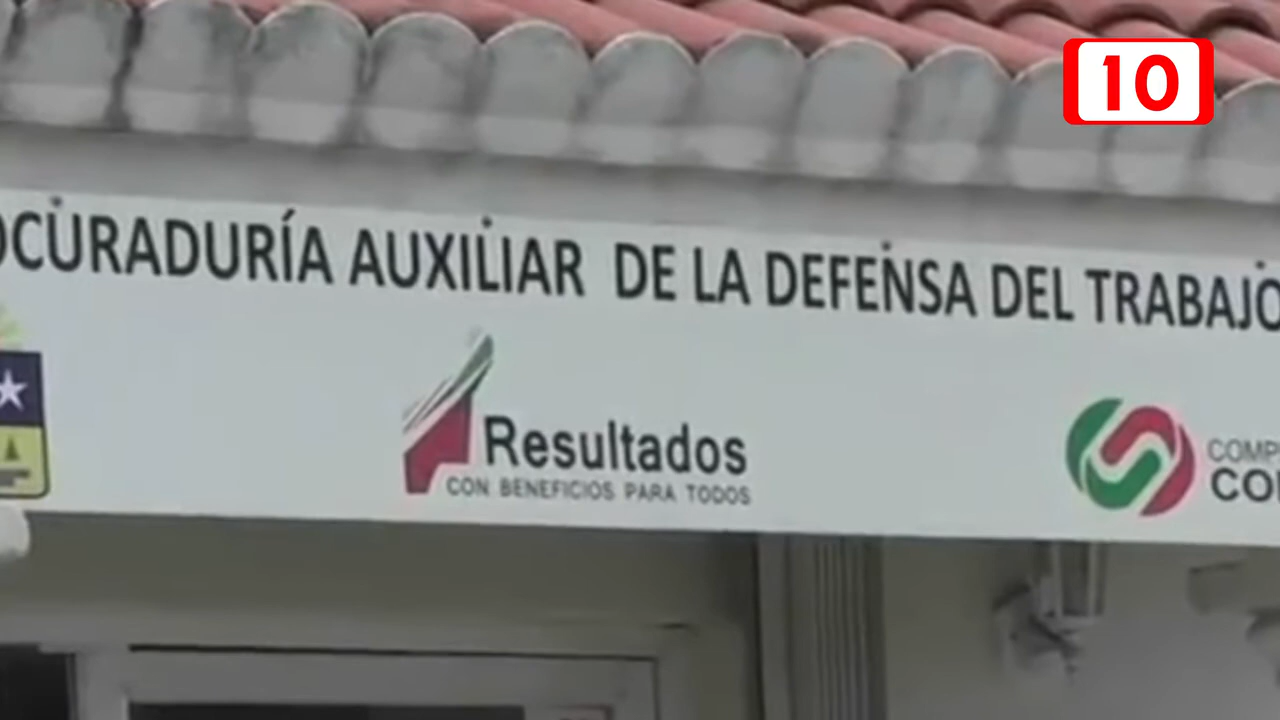 10
OCURADURÍA AUXILIAR DE LA DEFENSA DEL TRABAJO
Resultados
CON BENEFICIOS PARA TODOS